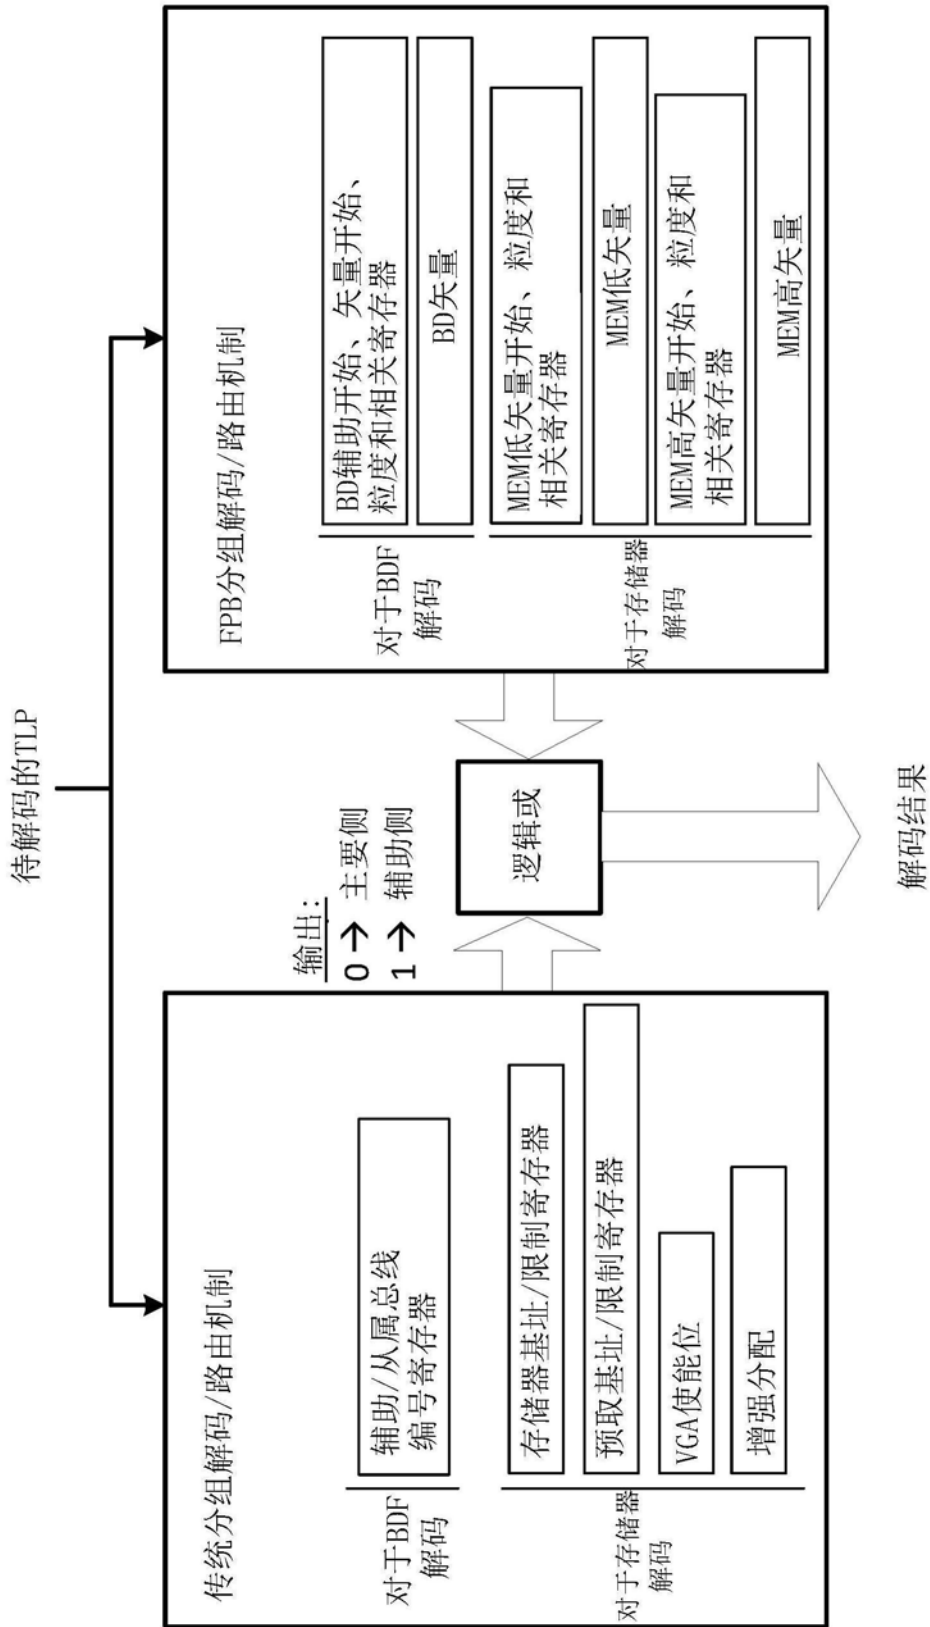 待解码的TLP
传统分组解码/路由机制
对于BDF
解码
辅助/从属总线
编号寄存器
对于存储器
解码
存储器基址/限制寄存器
预取基址/限制寄存器
VGA使能位
增强分配
输出:
0→ 主要侧
1→ 辅助侧
逻辑或
解码结果
FPB分组解码/路由机制
对于BDF
解码
BD辅助开始、矢量开始、
粒度和相关寄存器
BD矢量
对于存储器
解码
MEM低矢量开始、粒度和
相关寄存器
MEM低矢量
MEM高矢量开始、粒度和
相关寄存器
MEM高矢量